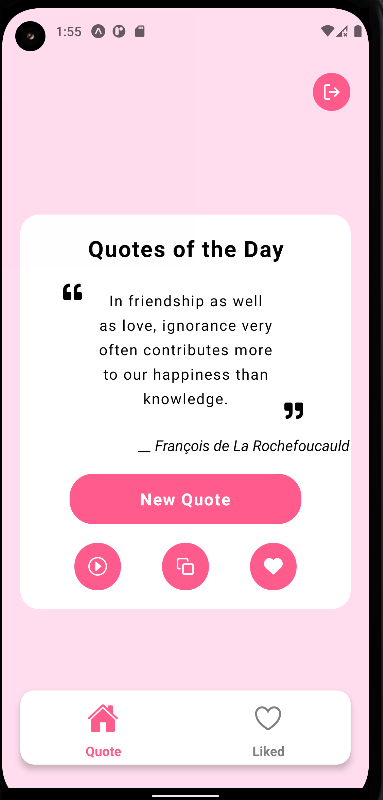 1:55
Quotes of the Day
❝
In friendship as well
as love, ignorance very
often contributes more
to our happiness than
knowledge.
❞
__ François de La Rochefoucauld
New Quote
Quote
Liked